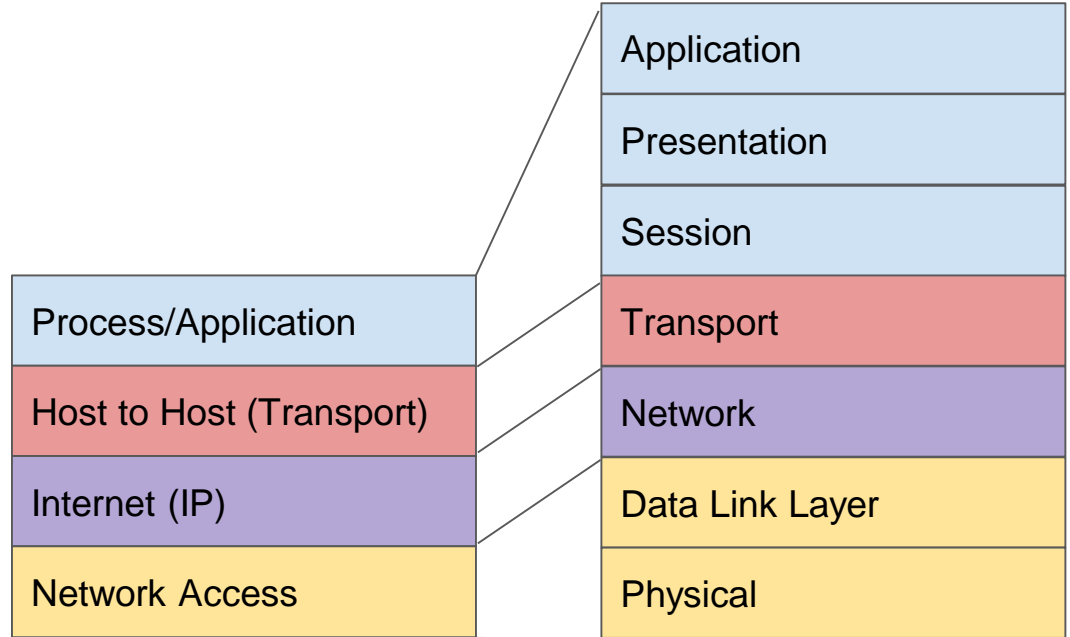 Process/Application
Host to Host (Transport)
Internet (IP)
Network Access
Application
Presentation
Session
Transport
Network
Data Link Layer
Physical